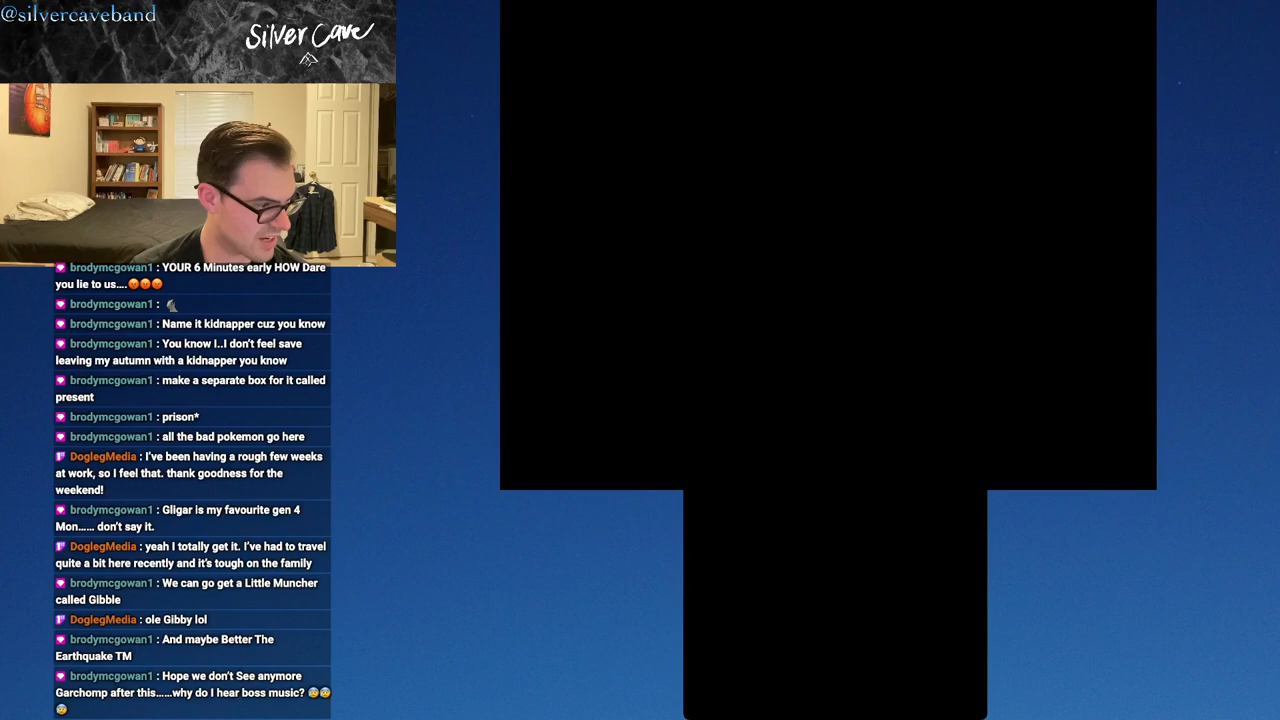 @silvercaveband
Silver Cave
brodymcgowan1 : YOUR 6 Minutes early HOW Dare
you lie to us....😡😡😡
brodymcgowan1 :
brodymcgowan1 : Name it kidnapper cuz you know
brodymcgowan1 : You know I..I don’t feel save
leaving my autumn with a kidnapper you know
brodymcgowan1 : make a separate box for it called
present
brodymcgowan1 : prison*
brodymcgowan1 : all the bad pokemon go here
DoglegMedia : I’ve been having a rough few weeks
at work, so I feel that. thank goodness for the
weekend!
brodymcgowan1 : Gligar is my favourite gen 4
Mon...... don’t say it.
DoglegMedia : yeah I totally get it. I’ve had to travel
quite a bit here recently and it’s tough on the family
brodymcgowan1 : We can go get a Little Muncher
called Gibble
DoglegMedia : ole Gibby lol
brodymcgowan1 : And maybe Better The
Earthquake TM
brodymcgowan1 : Hope we don’t See anymore
Garchomp after this......why do I hear boss music? 😰😰
😰